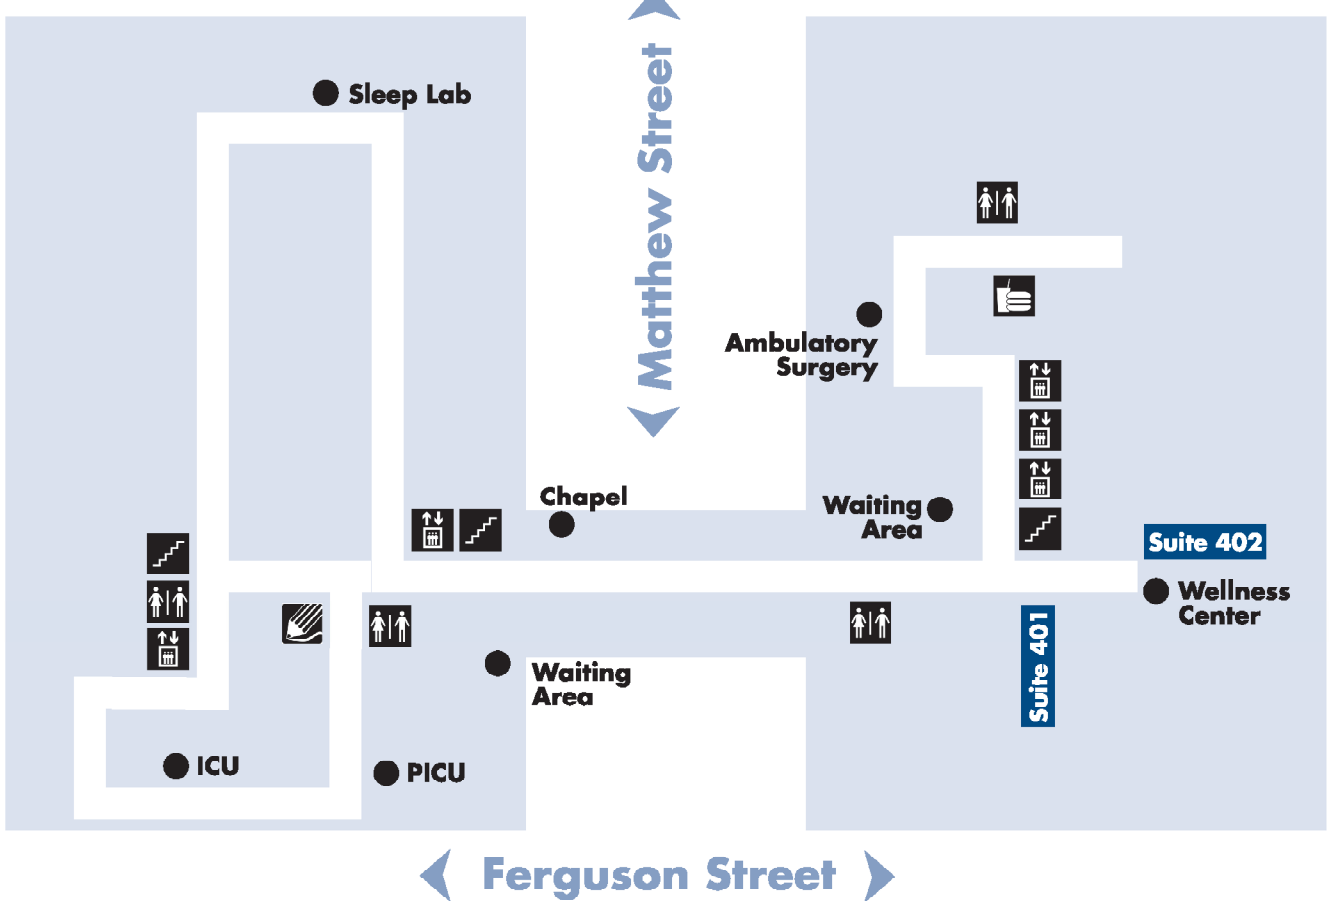 Sleep Lab
Matthew Street
Ambulatory
Surgery
Chapel
Waiting
Area
Suite 402
Wellness
Center
Suite 401
Waiting
Area
ICU
PICU
Ferguson Street